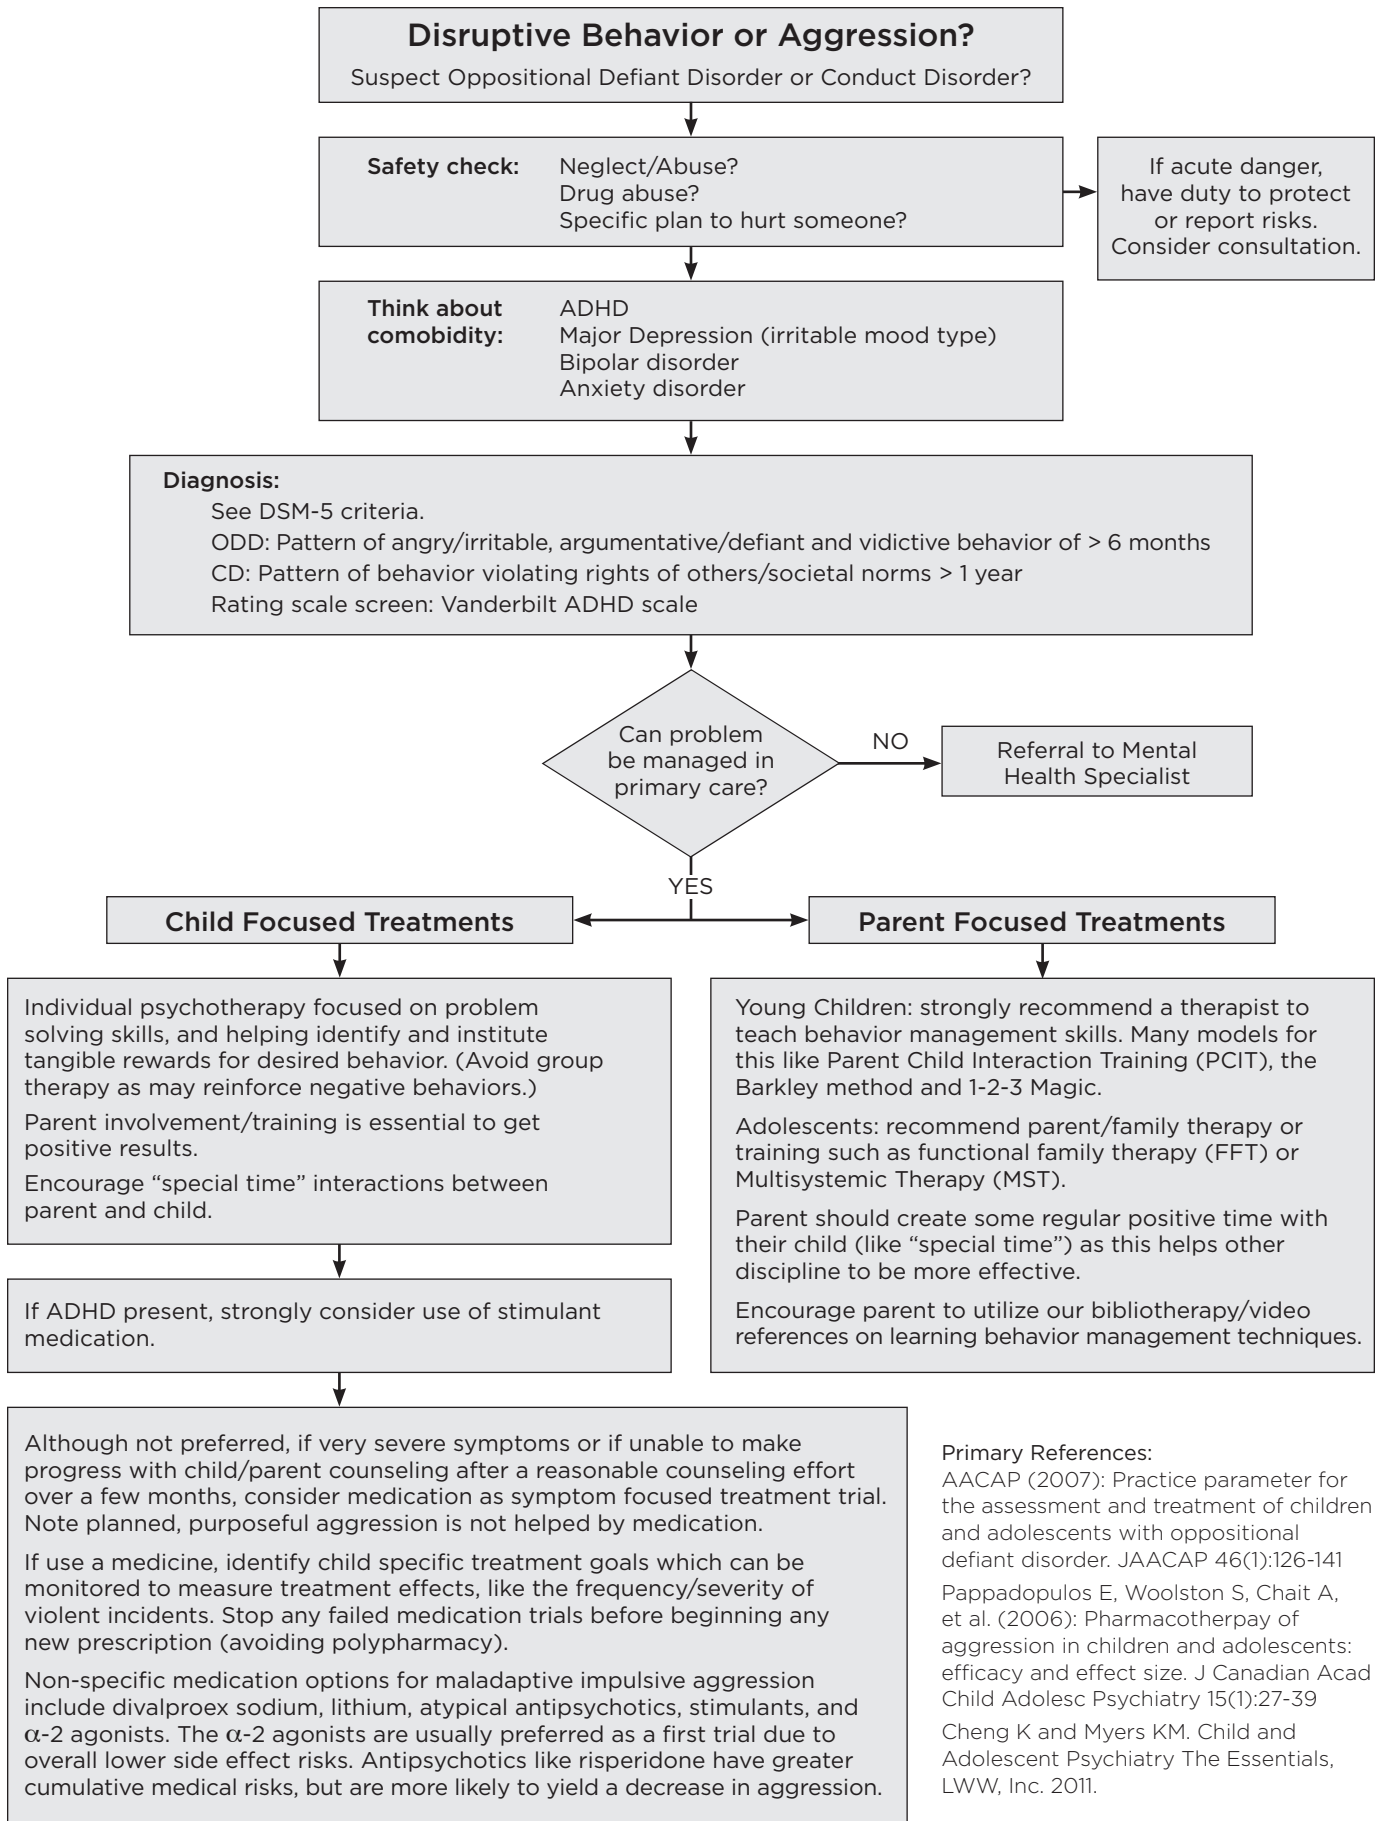 Disruptive Behavior or Aggression?
Suspect Oppositional Defiant Disorder or Conduct Disorder?
Safety check: Neglect/Abuse?
Drug abuse?
Specific plan to hurt someone?
If acute danger,
have duty to protect
or report risks.
Consider consultation.
Think about ADHD
comobidity: Major Depression (irritable mood type)
Bipolar disorder
Anxiety disorder
Diagnosis:
See DSM-5 criteria.
ODD: Pattern of angry/irritable, argumentative/defiant and vidictive behavior of > 6 months
CD: Pattern of behavior violating rights of others/societal norms > 1 year
Rating scale screen: Vanderbilt ADHD scale
Can problem
be managed in
primary care?
NO
Referral to Mental
Health Specialist
YES
Child Focused Treatments
Individual psychotherapy focused on problem
solving skills, and helping identify and institute
tangible rewards for desired behavior. (Avoid group
therapy as may reinforce negative behaviors.)
Parent involvement/training is essential to get
positive results.
Encourage “special time” interactions between
parent and child.
If ADHD present, strongly consider use of stimulant
medication.
Although not preferred, if very severe symptoms or if unable to make
progress with child/parent counseling after a reasonable counseling effort
over a few months, consider medication as symptom focused treatment trial.
Note planned, purposeful aggression is not helped by medication.
If use a medicine, identify child specific treatment goals which can be
monitored to measure treatment effects, like the frequency/severity of
violent incidents. Stop any failed medication trials before beginning any
new prescription (avoiding polypharmacy).
Non-specific medication options for maladaptive impulsive aggression
include divalproex sodium, lithium, atypical antipsychotics, stimulants, and
α-2 agonists. The α-2 agonists are usually preferred as a first trial due to
overall lower side effect risks. Antipsychotics like risperidone have greater
cumulative medical risks, but are more likely to yield a decrease in aggression.
Parent Focused Treatments
Young Children: strongly recommend a therapist to
teach behavior management skills. Many models for
this like Parent Child Interaction Training (PCIT), the
Barkley method and 1-2-3 Magic.
Adolescents: recommend parent/family therapy or
training such as functional family therapy (FFT) or
Multisystemic Therapy (MST).
Parent should create some regular positive time with
their child (like “special time”) as this helps other
discipline to be more effective.
Encourage parent to utilize our bibliotherapy/video
references on learning behavior management techniques.
Primary References:
AACAP (2007): Practice parameter for
the assessment and treatment of children
and adolescents with oppositional
defiant disorder. JAACAP 46(1):126-141
Pappadopulos E, Woolston S, Chait A,
et al. (2006): Pharmacotherpay of
aggression in children and adolescents:
efficacy and effect size. J Canadian Acad
Child Adolesc Psychiatry 15(1):27-39
Cheng K and Myers KM. Child and
Adolescent Psychiatry The Essentials,
LWW, Inc. 2011.